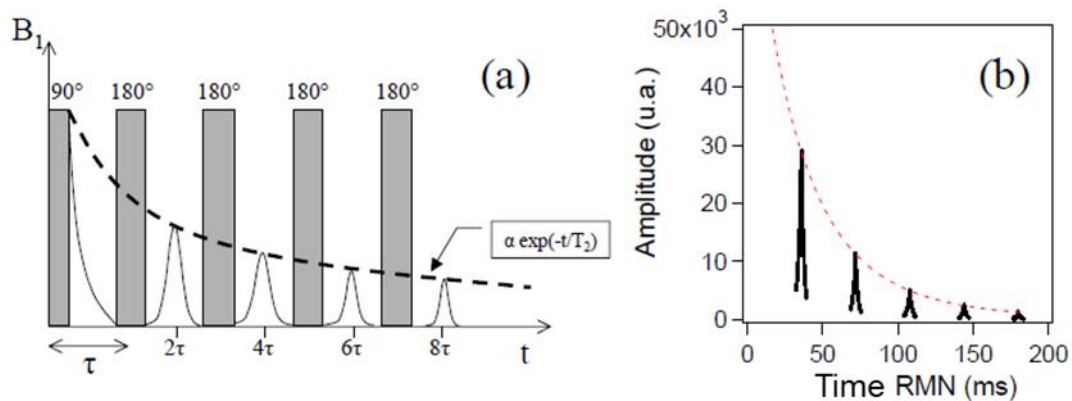 B₁
90° 180° 180° 180° 180°
(a)
α exp(-t/T₂)
τ
2τ 4τ 6τ 8τ t
50x10³
40
30
20
10
0
Amplitude (u.a.)
(b)
0 50 100 150 200
Time RMN (ms)